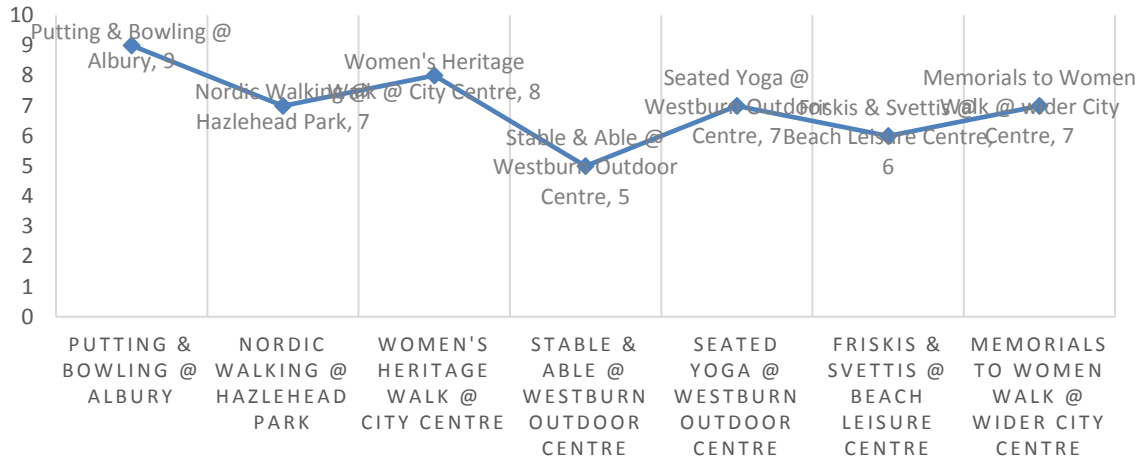 10
9
8
7
6
5
4
3
2
1
0
Putting & Bowling @
Albury, 9
Nordic Walking @
Hazlehead Park, 7
Women's Heritage
Walk @ City Centre, 8
Stable & Able @
Westburn Outdoor
Centre, 5
Seated Yoga @
Westburn Outdoor
Centre, 7
Friskis & Svettis @
Beach Leisure Centre,
6
Memorials to Women
Walk @ wider City
Centre, 7
PUTTING &
BOWLING @
ALBURY
NORDIC
WALKING @
HAZLEHEAD
PARK
WOMEN'S
HERITAGE
WALK @
CITY CENTRE
STABLE &
ABLE @
WESTBURN
OUTDOOR
CENTRE
SEATED
YOGA @
WESTBURN
OUTDOOR
CENTRE
FRISKIS &
SVETTIS @
BEACH
LEISURE
CENTRE
MEMORIALS
TO WOMEN
WALK @
WIDER CITY
CENTRE